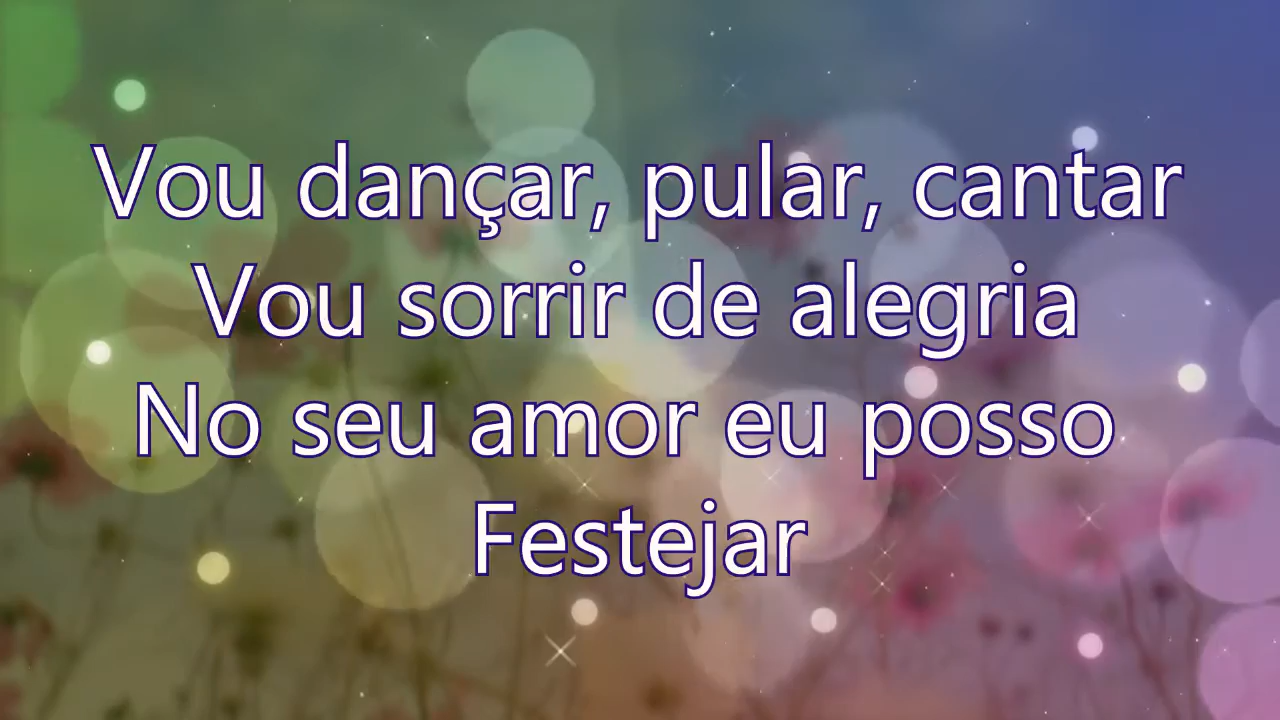 Vou dançar, pular, cantar
Vou sorrir de alegria
No seu amor eu posso
Festejar